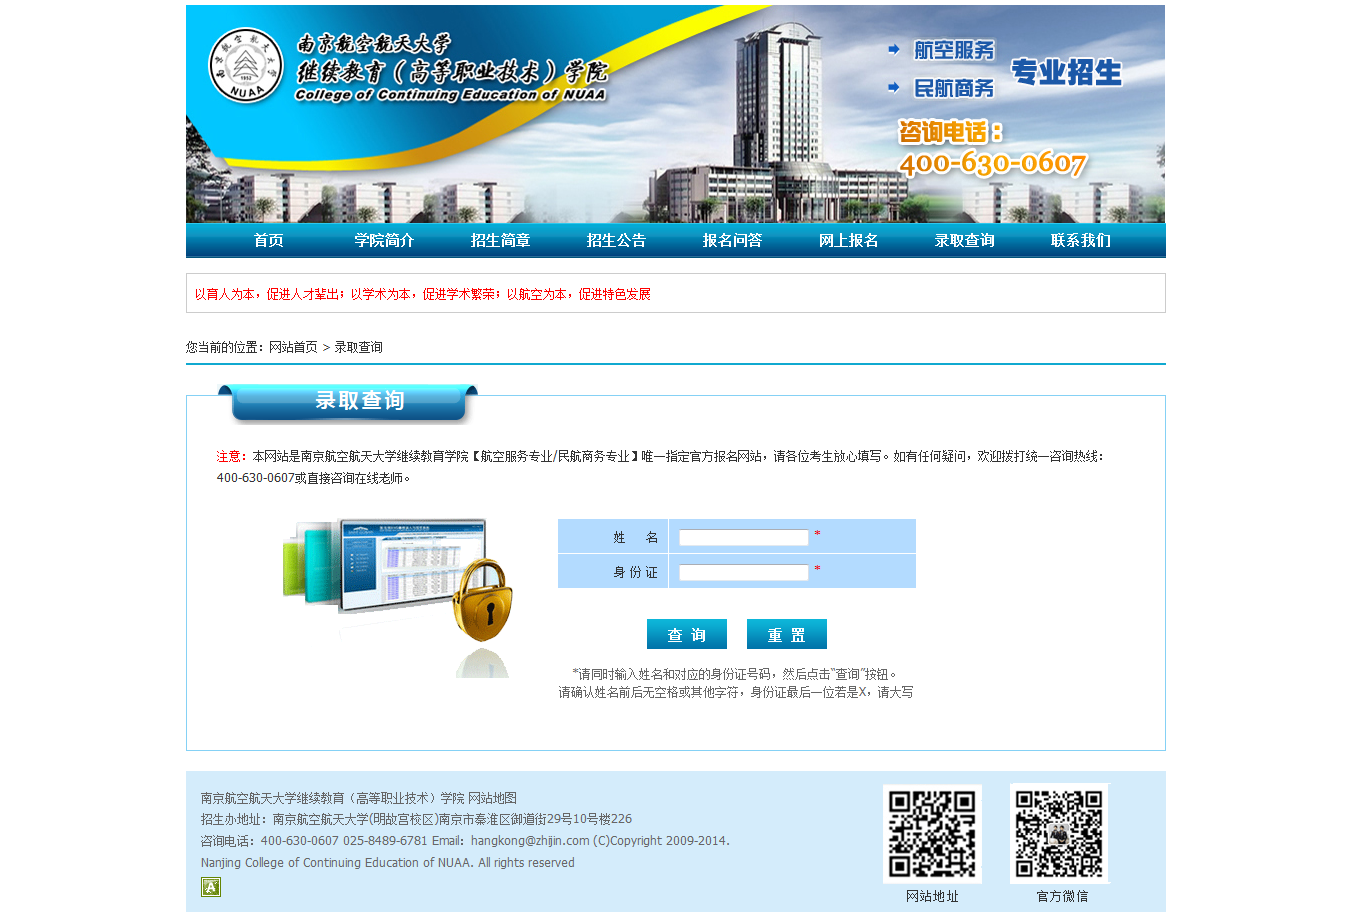 南京航空航天大学
NUAA
1952
南京航空航天大学
继续教育（高等职业技术）学院
College of Continuing Education of NUAA
航空服务
民航商务
专业招生
咨询电话：
400-630-0607
首页 学院简介 招生简章 招生公告 报名问答 网上报名 录取查询 联系我们
以育人为本，促进人才辈出；以学术为本，促进学术繁荣；以航空为本，促进特色发展
您当前的位置：网站首页 > 录取查询
录取查询
注意：本网站是南京航空航天大学继续教育学院【航空服务专业/民航商务专业】唯一指定官方报名网站，请各位考生放心填写。如有任何疑问，欢迎拨打统一咨询热线：
400-630-0607或直接咨询在线老师。
姓 名 *
身 份 证 *
查 询 重 置
*请同时输入姓名和对应的身份证号码，然后点击"查询"按钮。
请确认姓名前后无空格或其他字符，身份证最后一位若是X，请大写
南京航空航天大学继续教育（高等职业技术）学院 网站地图
招生办地址：南京航空航天大学(明故宫校区)南京市秦淮区御道街29号10号楼226
咨询电话：400-630-0607 025-8489-6781 Email：hangkong@zhijin.com (C)Copyright 2009-2014.
Nanjing College of Continuing Education of NUAA. All rights reserved
A
网站地址 官方微信